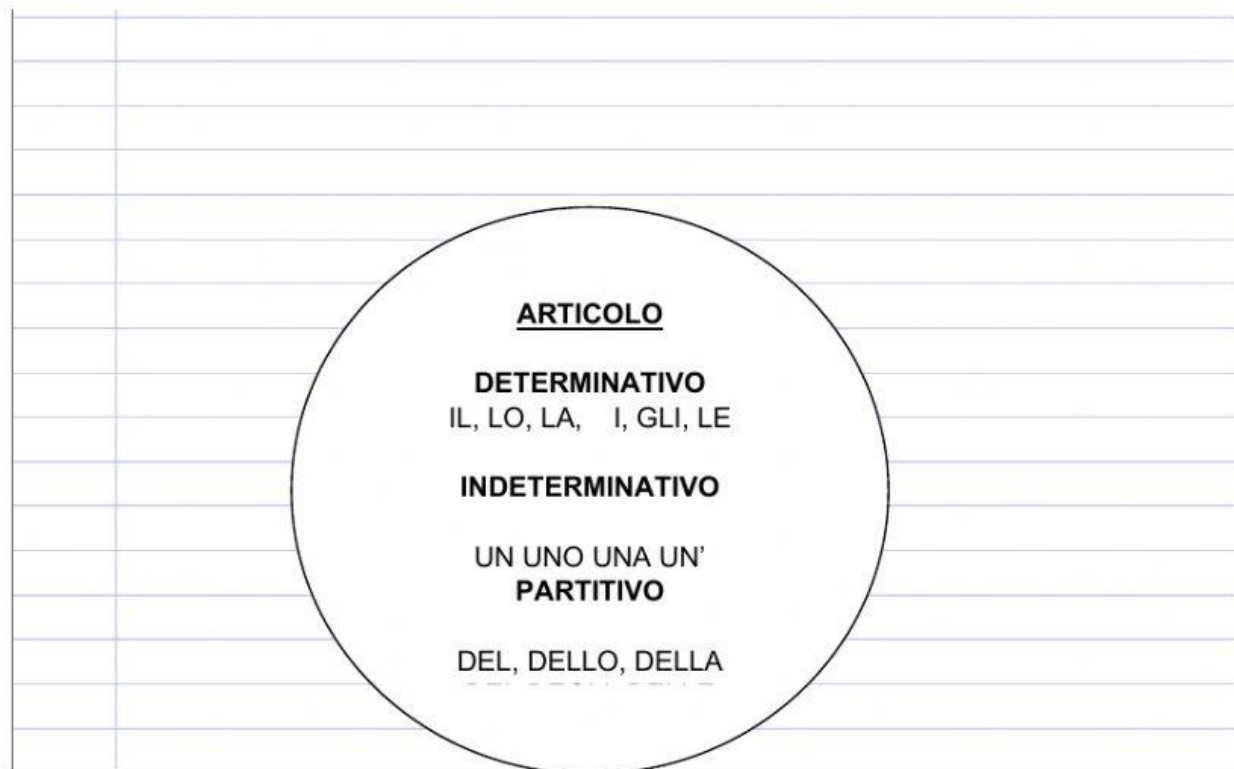 ARTICOLO
DETERMINATIVO
IL, LO, LA, I, GLI, LE
INDETERMINATIVO
UN UNO UNA UN’
PARTITIVO
DEL, DELLO, DELLA